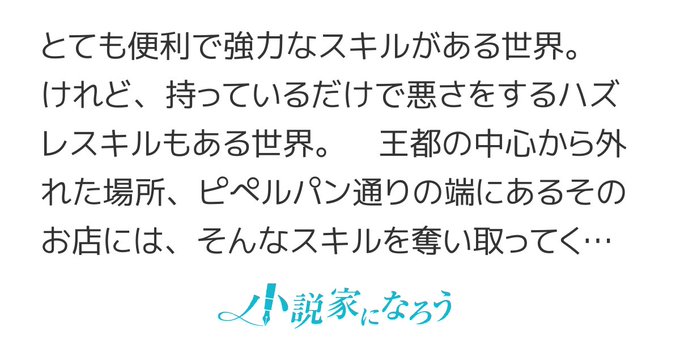 とても便利で強力なスキルがある世界。
けれど、持っているだけで悪さをするハズ
レスキルもある世界。　王都の中心から外
れた場所、ピペルパン通りの端にあるその
お店には、そんなスキルを奪い取ってく…
小説家になろう